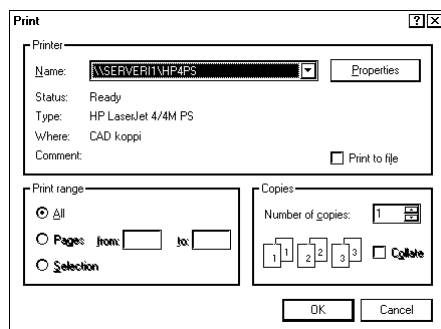 Print
Printer
Name: \\SERVERI1\HP4PS Properties
Status: Ready
Type: HP LaserJet 4/4M PS
Where: CAD koppi
Comment: Print to file
Print range
All
Pages from: to:
Selection
Copies
Number of copies: 1
1 1 2 2 3 3 Collate
OK Cancel